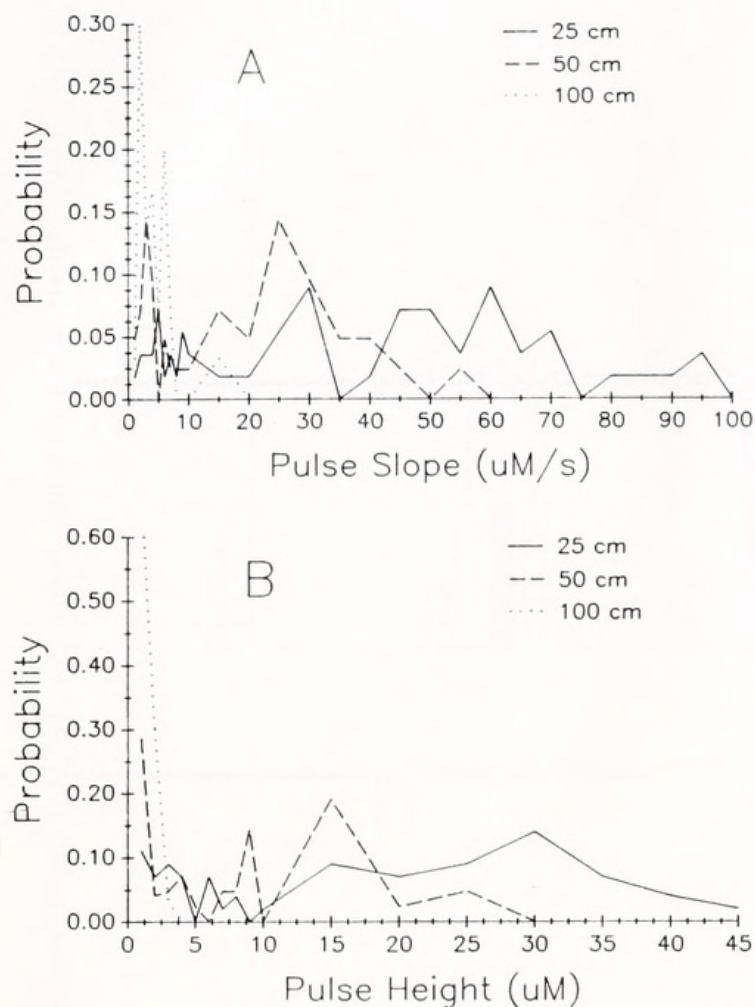 A
25 cm
50 cm
100 cm
0.30
0.25
0.20
0.15
0.10
0.05
0.00
Probability
0 10 20 30 40 50 60 70 80 90 100
Pulse Slope (uM/s)
B
25 cm
50 cm
100 cm
0.60
0.50
0.40
0.30
0.20
0.10
0.00
Probability
0 5 10 15 20 25 30 35 40 45
Pulse Height (uM)